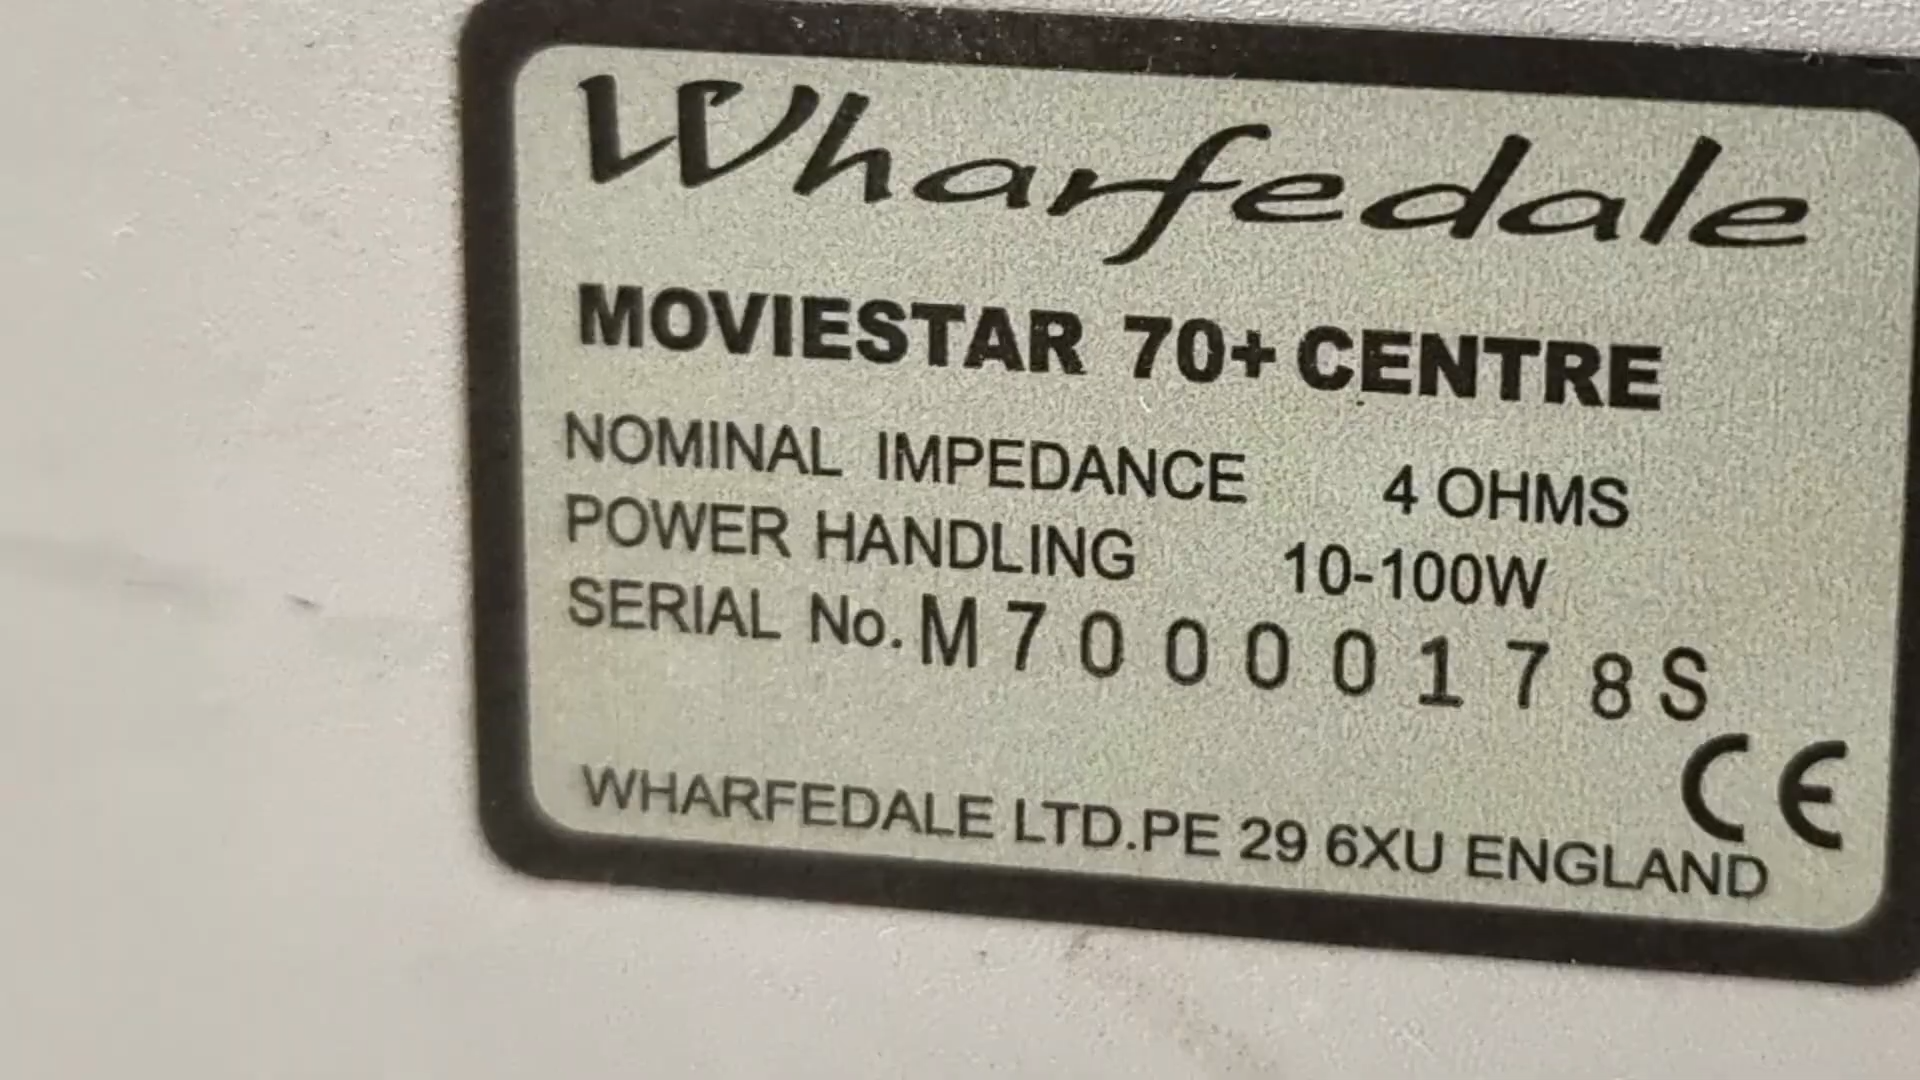 Wharfedale
MOVIESTAR 70+ CENTRE
NOMINAL IMPEDANCE 4 OHMS
POWER HANDLING 10-100W
SERIAL No. M70000178S
CE
WHARFEDALE LTD.PE 29 6XU ENGLAND